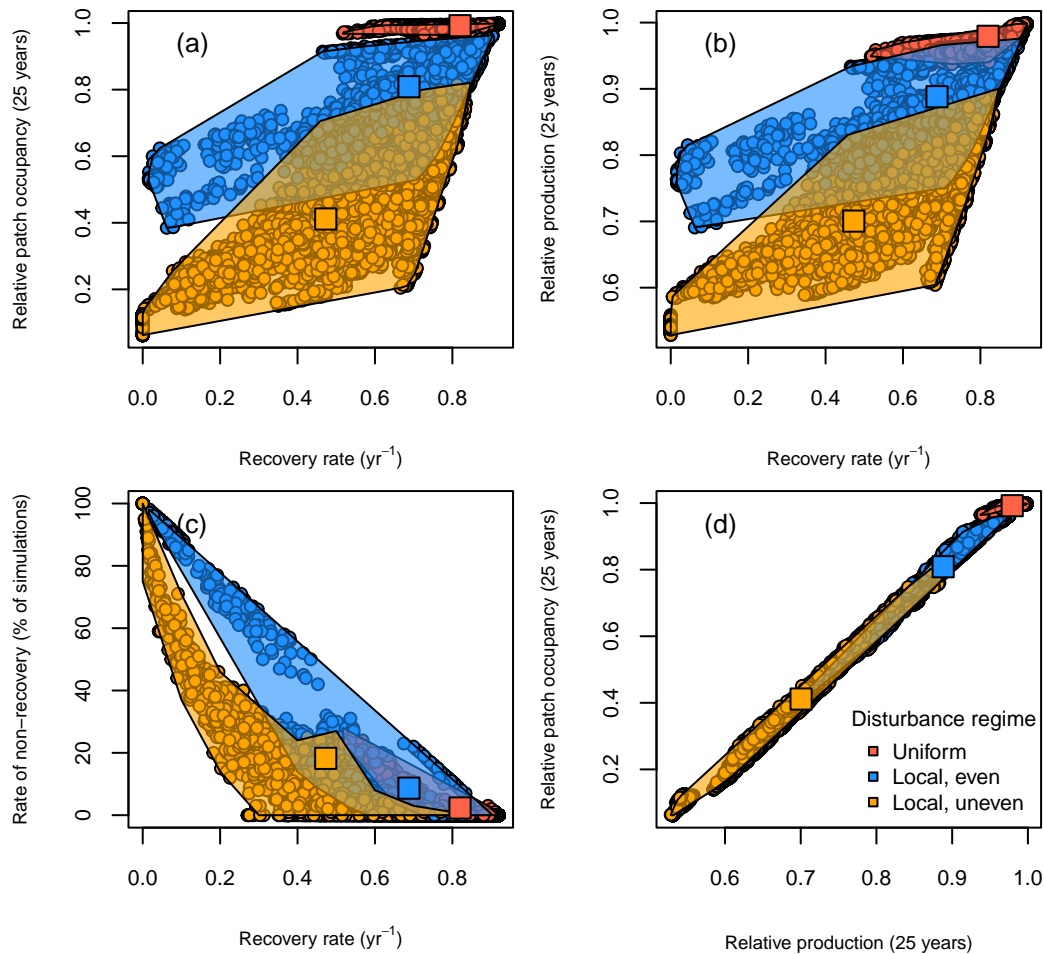 (a)
Relative patch occupancy (25 years)
1.0
0.8
0.6
0.4
0.2
0.0 0.2 0.4 0.6 0.8
Recovery rate (yr⁻¹)
(b)
Relative production (25 years)
1.0
0.9
0.8
0.7
0.6
0.0 0.2 0.4 0.6 0.8
Recovery rate (yr⁻¹)
(c)
Rate of non−recovery (% of simulations)
100
80
60
40
20
0
0.0 0.2 0.4 0.6 0.8
Recovery rate (yr⁻¹)
(d)
Relative patch occupancy (25 years)
1.0
0.8
0.6
0.4
0.2
Disturbance regime
Uniform
Local, even
Local, uneven
0.6 0.7 0.8 0.9 1.0
Relative production (25 years)